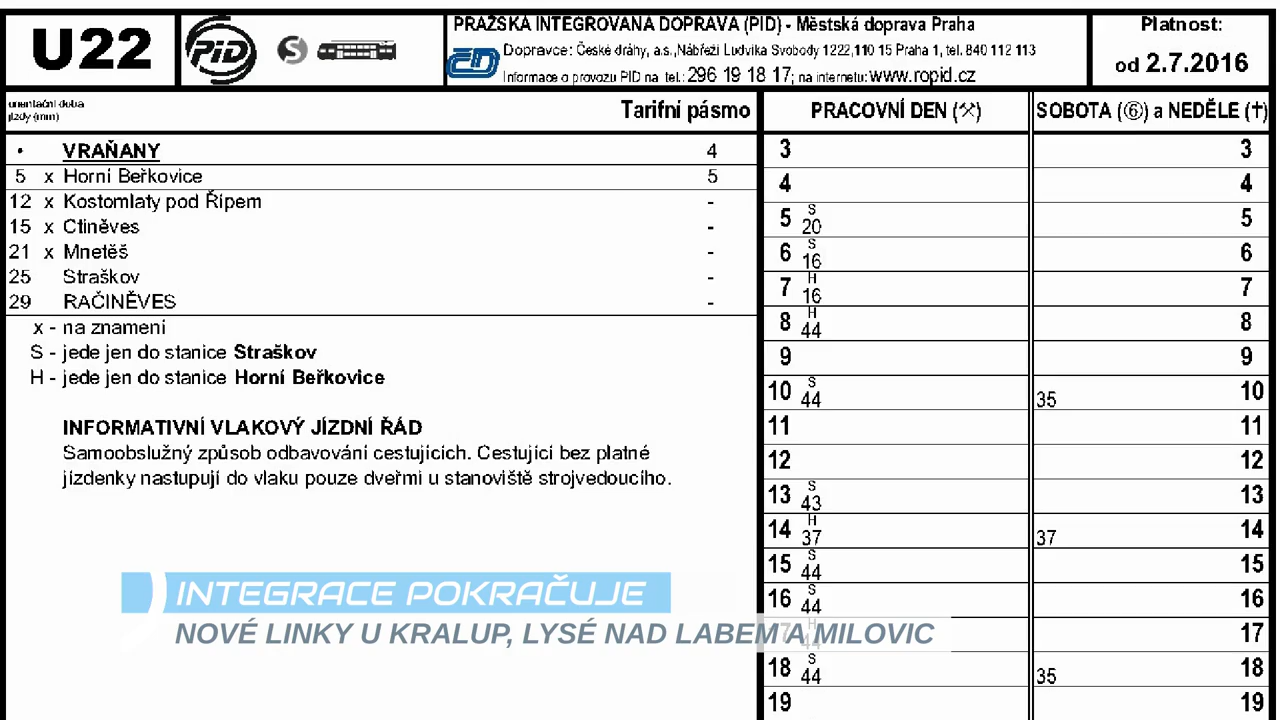 U22
PID
S
PRAŽSKÁ INTEGROVANÁ DOPRAVA (PID) - Městská doprava Praha
Dopravce: České dráhy, a.s.,Nábřeží Ludvíka Svobody 1222,110 15 Praha 1, tel. 840 112 113
Informace o provozu PID na tel.: 296 19 18 17; na internetu: www.ropid.cz
Platnost:
od 2.7.2016
orientační doba
jízdy (min)
Tarifní pásmo
PRACOVNÍ DEN (⚒)
SOBOTA (⑥) a NEDĚLE (✝)
• VRAŇANY 4
5 x Horní Beřkovice 5
12 x Kostomlaty pod Řípem -
15 x Ctiněves -
21 x Mnetěš -
25 Straškov -
29 RAČINĚVES -
x - na znamení
S - jede jen do stanice Straškov
H - jede jen do stanice Horní Beřkovice
INFORMATIVNÍ VLAKOVÝ JÍZDNÍ ŘÁD
Samoobslužný způsob odbavování cestujících. Cestující bez platné
jízdenky nastupují do vlaku pouze dveřmi u stanoviště strojvedoucího.
3 3
4 4
5 S 20 5
6 S 16 6
7 H 16 7
8 H 44 8
9 9
10 S 44 35 10
11 11
12 12
13 S 43 13
14 H 37 37 14
15 S 44 15
16 S 44 16
17 H 44 17
18 S 44 35 18
19 19
INTEGRACE POKRAČUJE
NOVÉ LINKY U KRALUP, LYSÉ NAD LABEM A MILOVIC